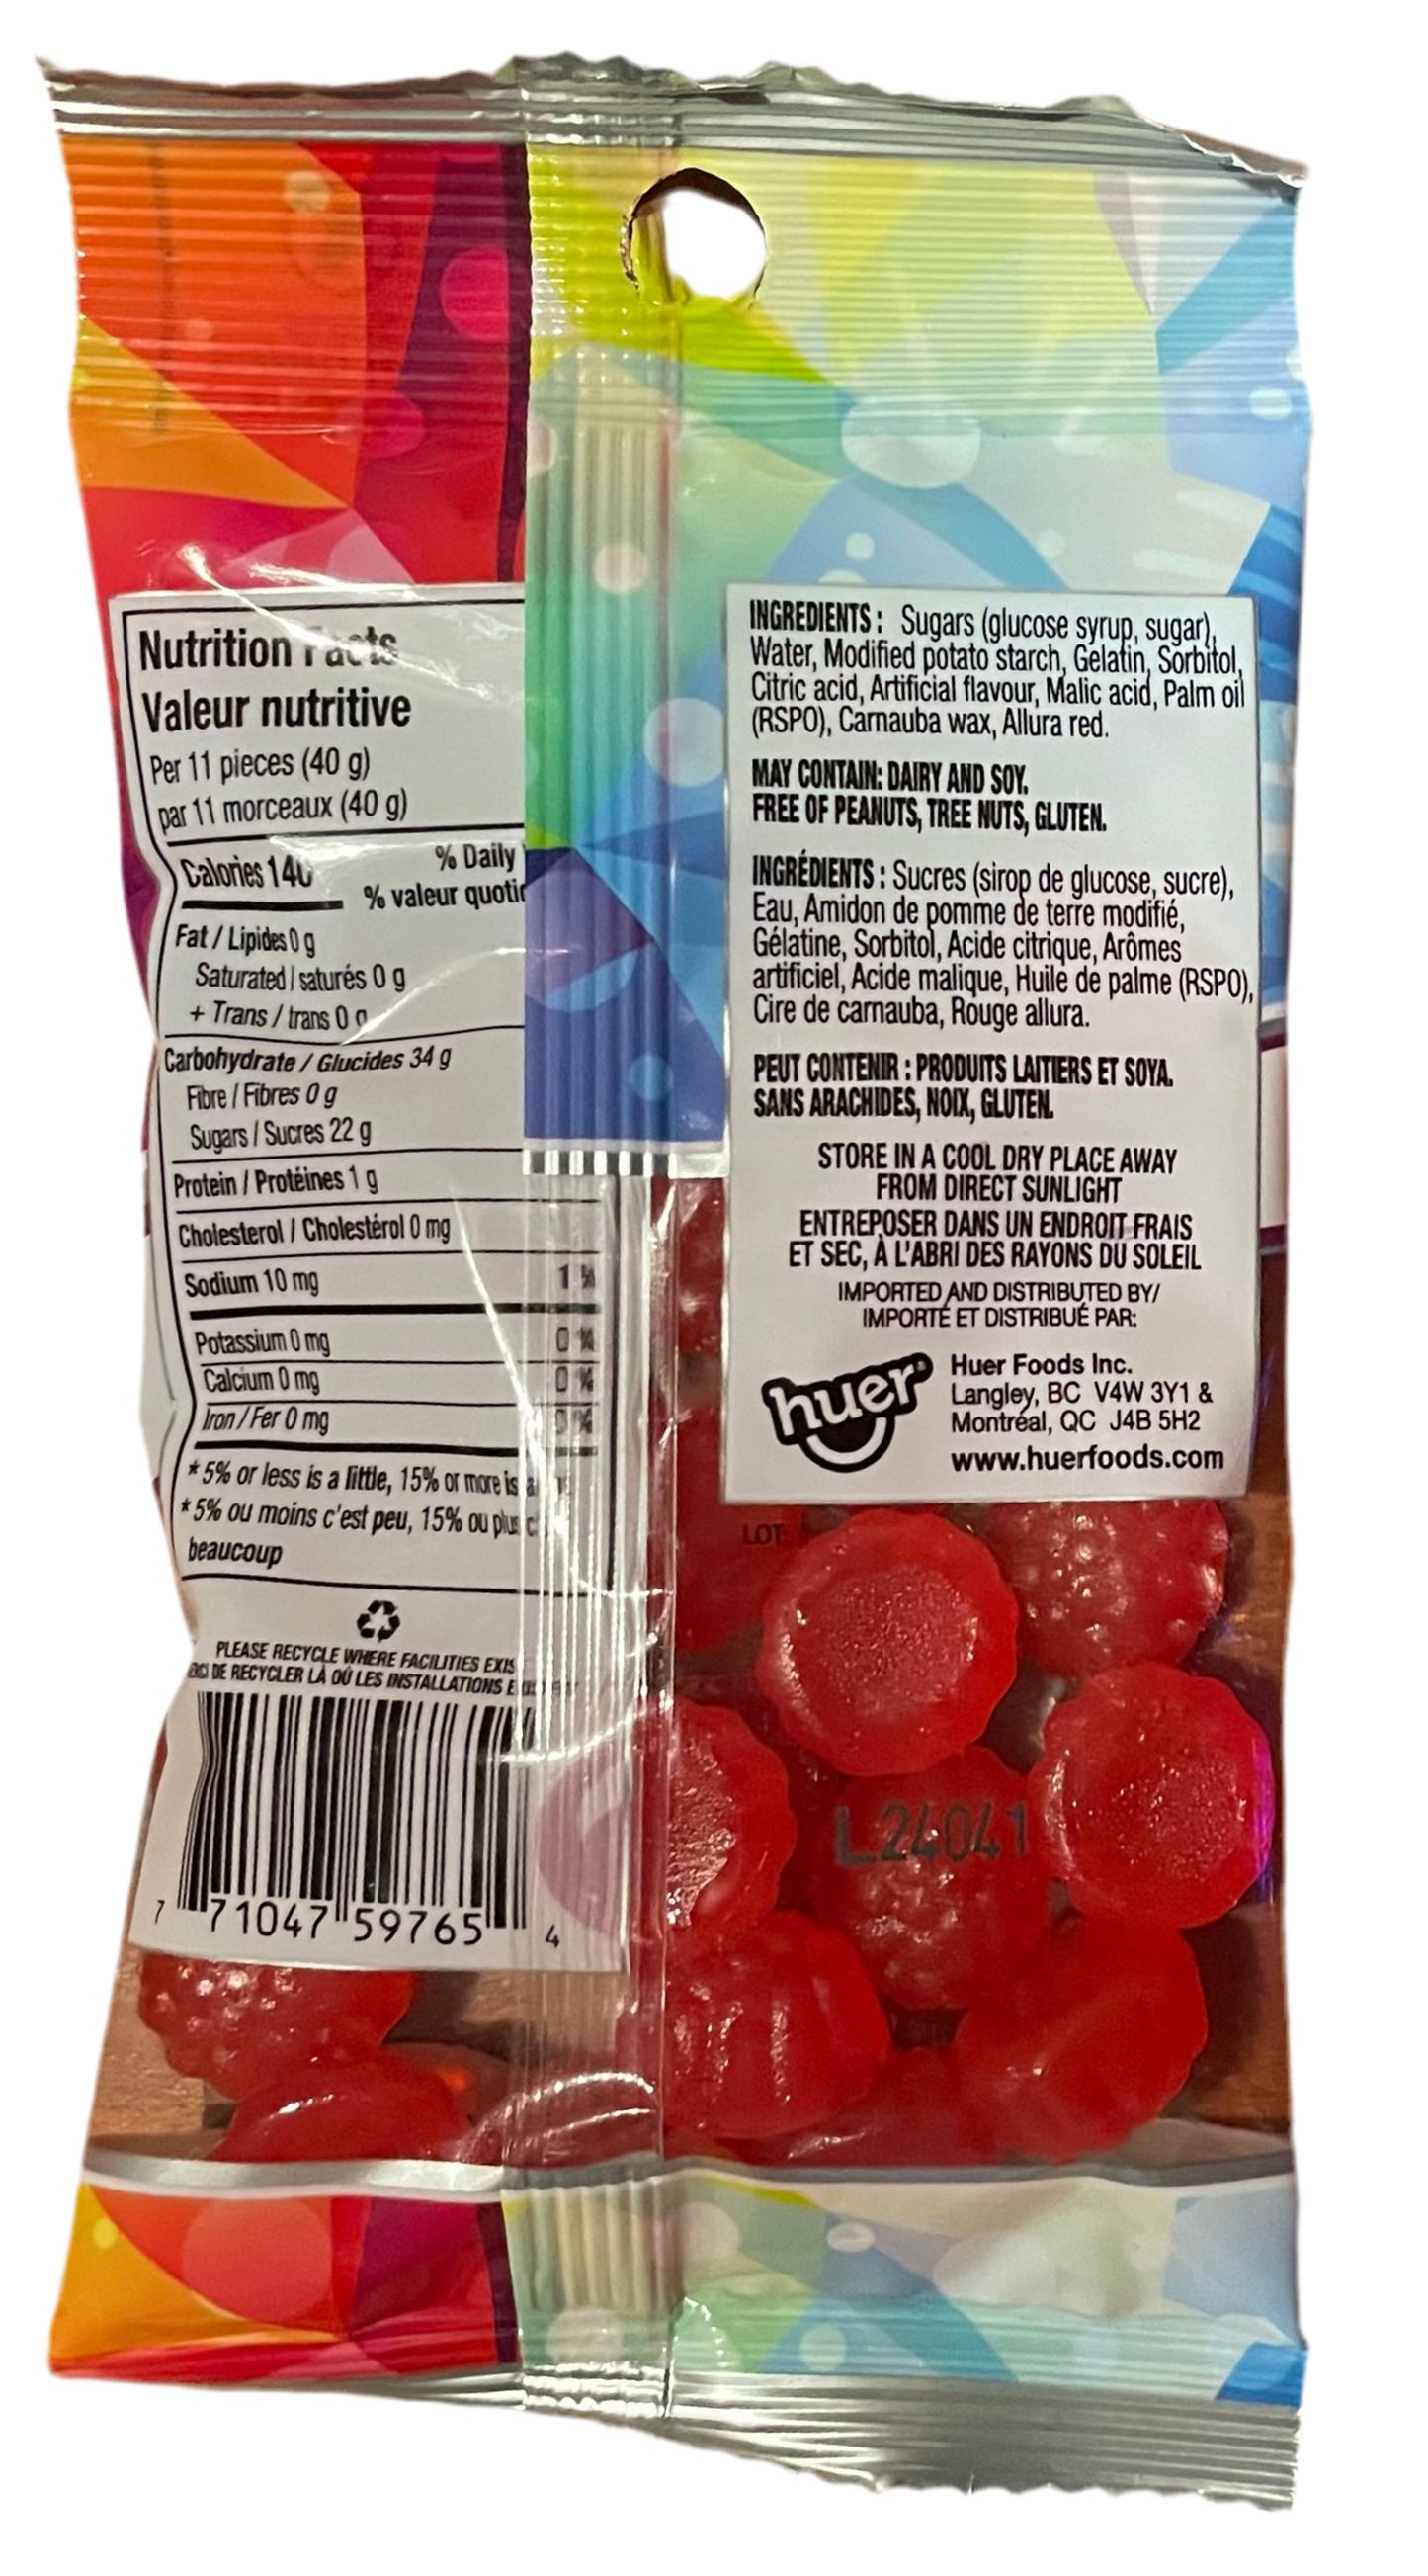 Nutrition Facts
Valeur nutritive
Per 11 pieces (40 g)
par 11 morceaux (40 g)
Calories 140
% Daily
% valeur quoti
Fat / Lipides 0 g
Saturated / saturés 0 g
+ Trans / trans 0 g
Carbohydrate / Glucides 34 g
Fibre / Fibres 0 g
Sugars / Sucres 22 g
Protein / Protéines 1 g
Cholesterol / Cholestérol 0 mg
Sodium 10 mg 1 %
Potassium 0 mg 0 %
Calcium 0 mg 0 %
Iron / Fer 0 mg 0 %
* 5% or less is a little, 15% or more is
* 5% ou moins c'est peu, 15% ou plus
beaucoup
PLEASE RECYCLE WHERE FACILITIES EXIS
DE RECYCLER LÀ OÙ LES INSTALLATIONS
7 71047 59765 4
INGREDIENTS : Sugars (glucose syrup, sugar),
Water, Modified potato starch, Gelatin, Sorbitol,
Citric acid, Artificial flavour, Malic acid, Palm oil
(RSPO), Carnauba wax, Allura red.
MAY CONTAIN: DAIRY AND SOY.
FREE OF PEANUTS, TREE NUTS, GLUTEN.
INGRÉDIENTS : Sucres (sirop de glucose, sucre),
Eau, Amidon de pomme de terre modifié,
Gélatine, Sorbitol, Acide citrique, Arômes
artificiel, Acide malique, Huile de palme (RSPO),
Cire de carnauba, Rouge allura.
PEUT CONTENIR : PRODUITS LAITIERS ET SOYA.
SANS ARACHIDES, NOIX, GLUTEN.
STORE IN A COOL DRY PLACE AWAY
FROM DIRECT SUNLIGHT
ENTREPOSER DANS UN ENDROIT FRAIS
ET SEC, À L'ABRI DES RAYONS DU SOLEIL
IMPORTED AND DISTRIBUTED BY/
IMPORTÉ ET DISTRIBUÉ PAR:
huer
Huer Foods Inc.
Langley, BC V4W 3Y1 &
Montréal, QC J4B 5H2
www.huerfoods.com
LOT
L24041